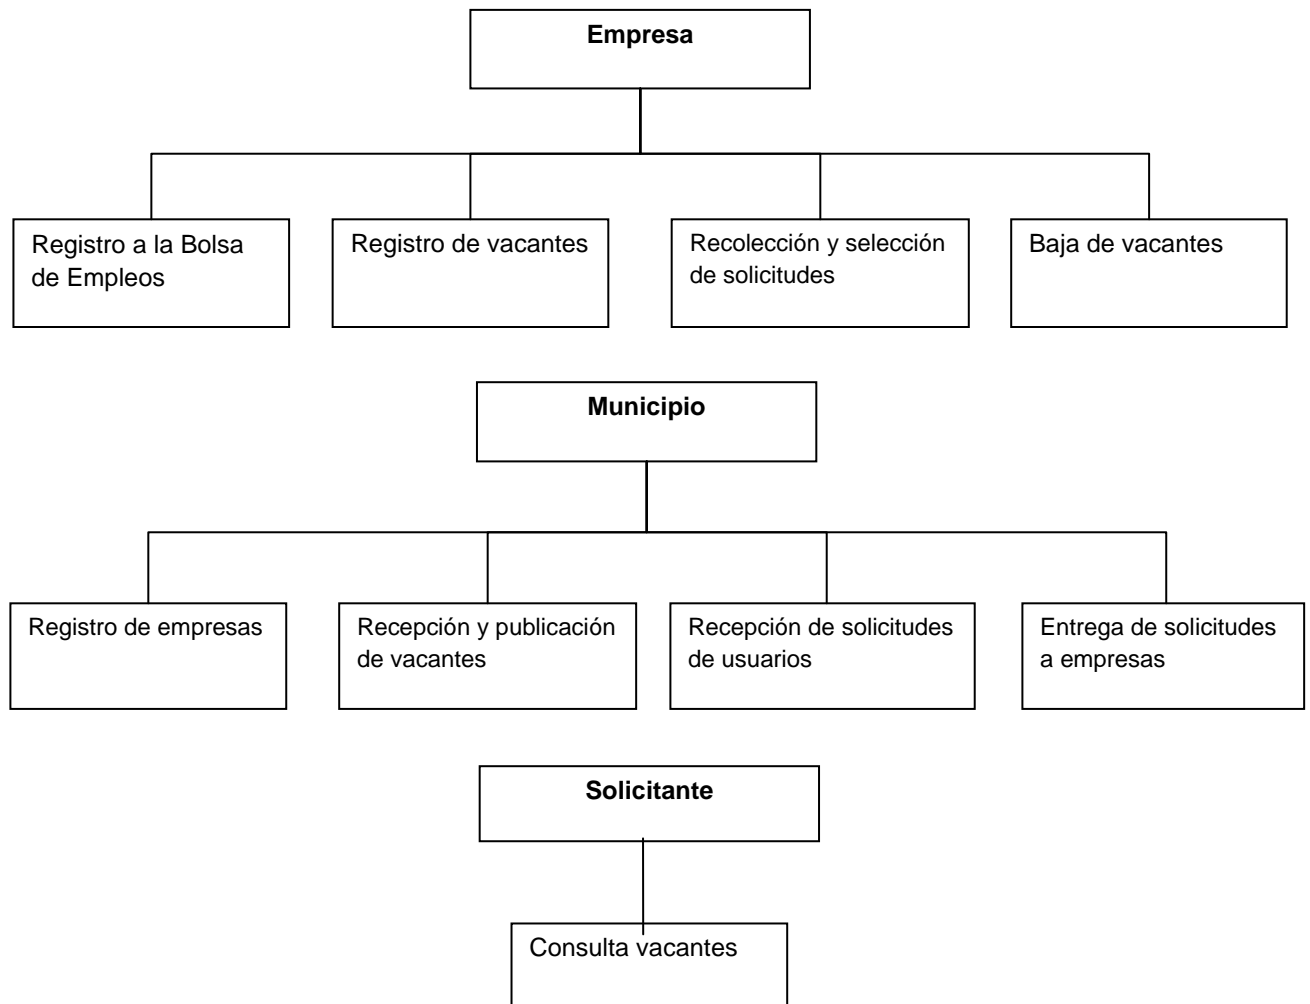 Empresa
Registro a la Bolsa
de Empleos
Registro de vacantes
Recolección y selección
de solicitudes
Baja de vacantes
Municipio
Registro de empresas
Recepción y publicación
de vacantes
Recepción de solicitudes
de usuarios
Entrega de solicitudes
a empresas
Solicitante
Consulta vacantes